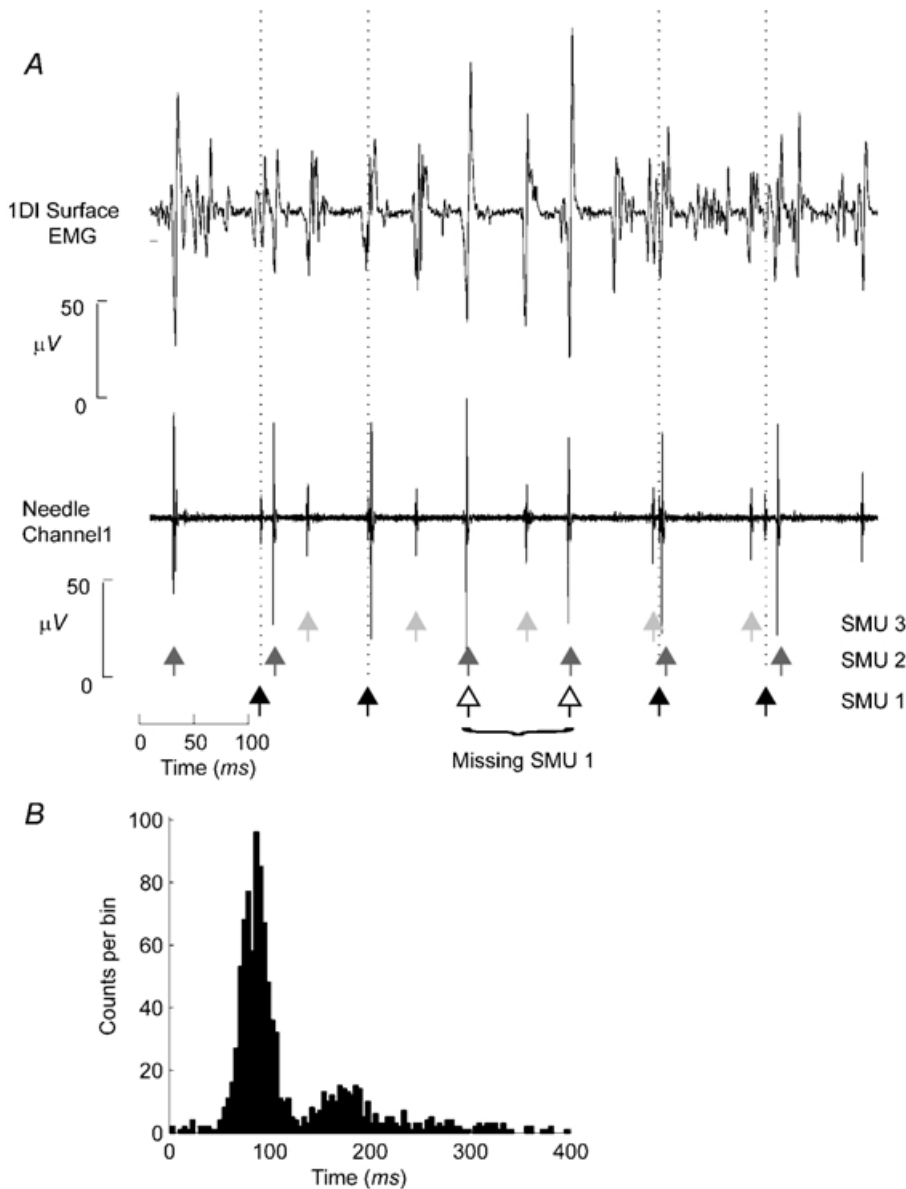 A
1DI Surface
EMG
50
μV
0
Needle
Channel1
50
μV
0
SMU 3
SMU 2
SMU 1
Missing SMU 1
0 50 100
Time (ms)
B
100
80
60
40
20
0
Counts per bin
0 100 200 300 400
Time (ms)